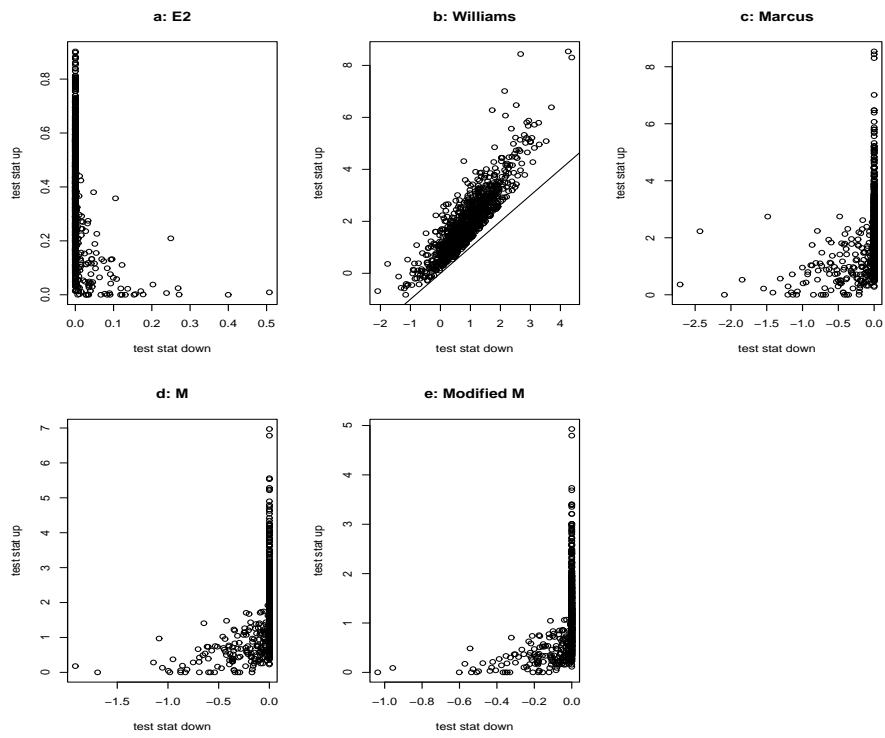 a: E2
test stat up
0.0 0.2 0.4 0.6 0.8
0.0 0.1 0.2 0.3 0.4 0.5
test stat down
b: Williams
test stat up
0 2 4 6 8
−2 −1 0 1 2 3 4
test stat down
c: Marcus
test stat up
0 2 4 6 8
−2.5 −2.0 −1.5 −1.0 −0.5 0.0
test stat down
d: M
test stat up
0 1 2 3 4 5 6 7
−1.5 −1.0 −0.5 0.0
test stat down
e: Modified M
test stat up
0 1 2 3 4 5
−1.0 −0.8 −0.6 −0.4 −0.2 0.0
test stat down